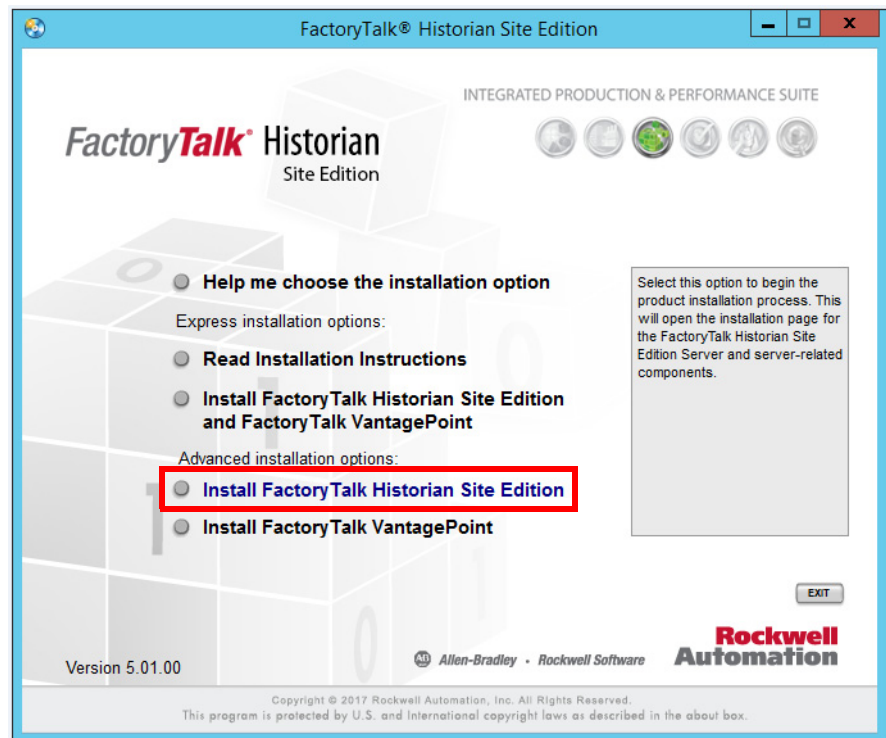 FactoryTalk® Historian Site Edition
INTEGRATED PRODUCTION & PERFORMANCE SUITE
FactoryTalk® Historian
Site Edition
Help me choose the installation option
Express installation options:
Read Installation Instructions
Install FactoryTalk Historian Site Edition
and FactoryTalk VantagePoint
Advanced installation options:
Install FactoryTalk Historian Site Edition
Install FactoryTalk VantagePoint
Select this option to begin the
product installation process. This
will open the installation page for
the FactoryTalk Historian Site
Edition Server and server-related
components.
EXIT
Version 5.01.00
AB Allen-Bradley • Rockwell Software
Rockwell
Automation
Copyright © 2017 Rockwell Automation, Inc. All Rights Reserved.
This program is protected by U.S. and International copyright laws as described in the about box.